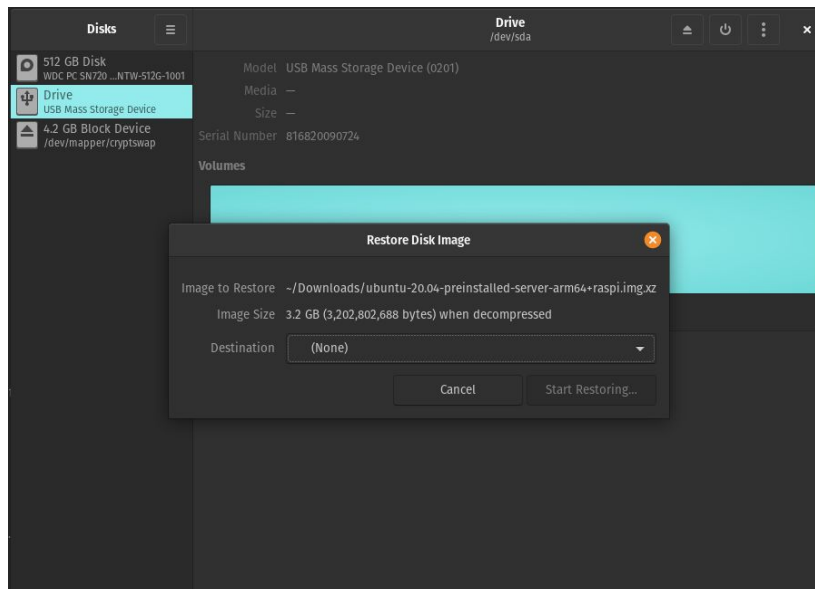 Disks
Drive
/dev/sda
512 GB Disk
WDC PC SN720 ...NTW-512G-1001
Drive
USB Mass Storage Device
4.2 GB Block Device
/dev/mapper/cryptswap
Model USB Mass Storage Device (0201)
Media —
Size —
Serial Number 816820090724
Volumes
Restore Disk Image
Image to Restore ~/Downloads/ubuntu-20.04-preinstalled-server-arm64+raspi.img.xz
Image Size 3.2 GB (3,202,802,688 bytes) when decompressed
Destination (None)
Cancel Start Restoring...